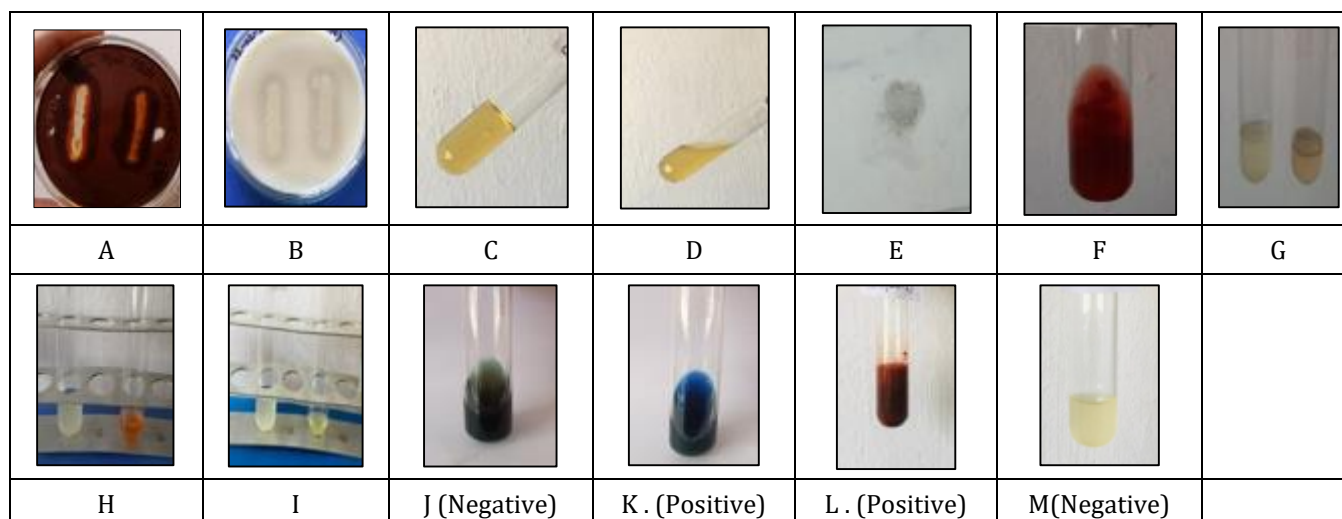 A B C D E F G
H I J (Negative) K . (Positive) L . (Positive) M(Negative)